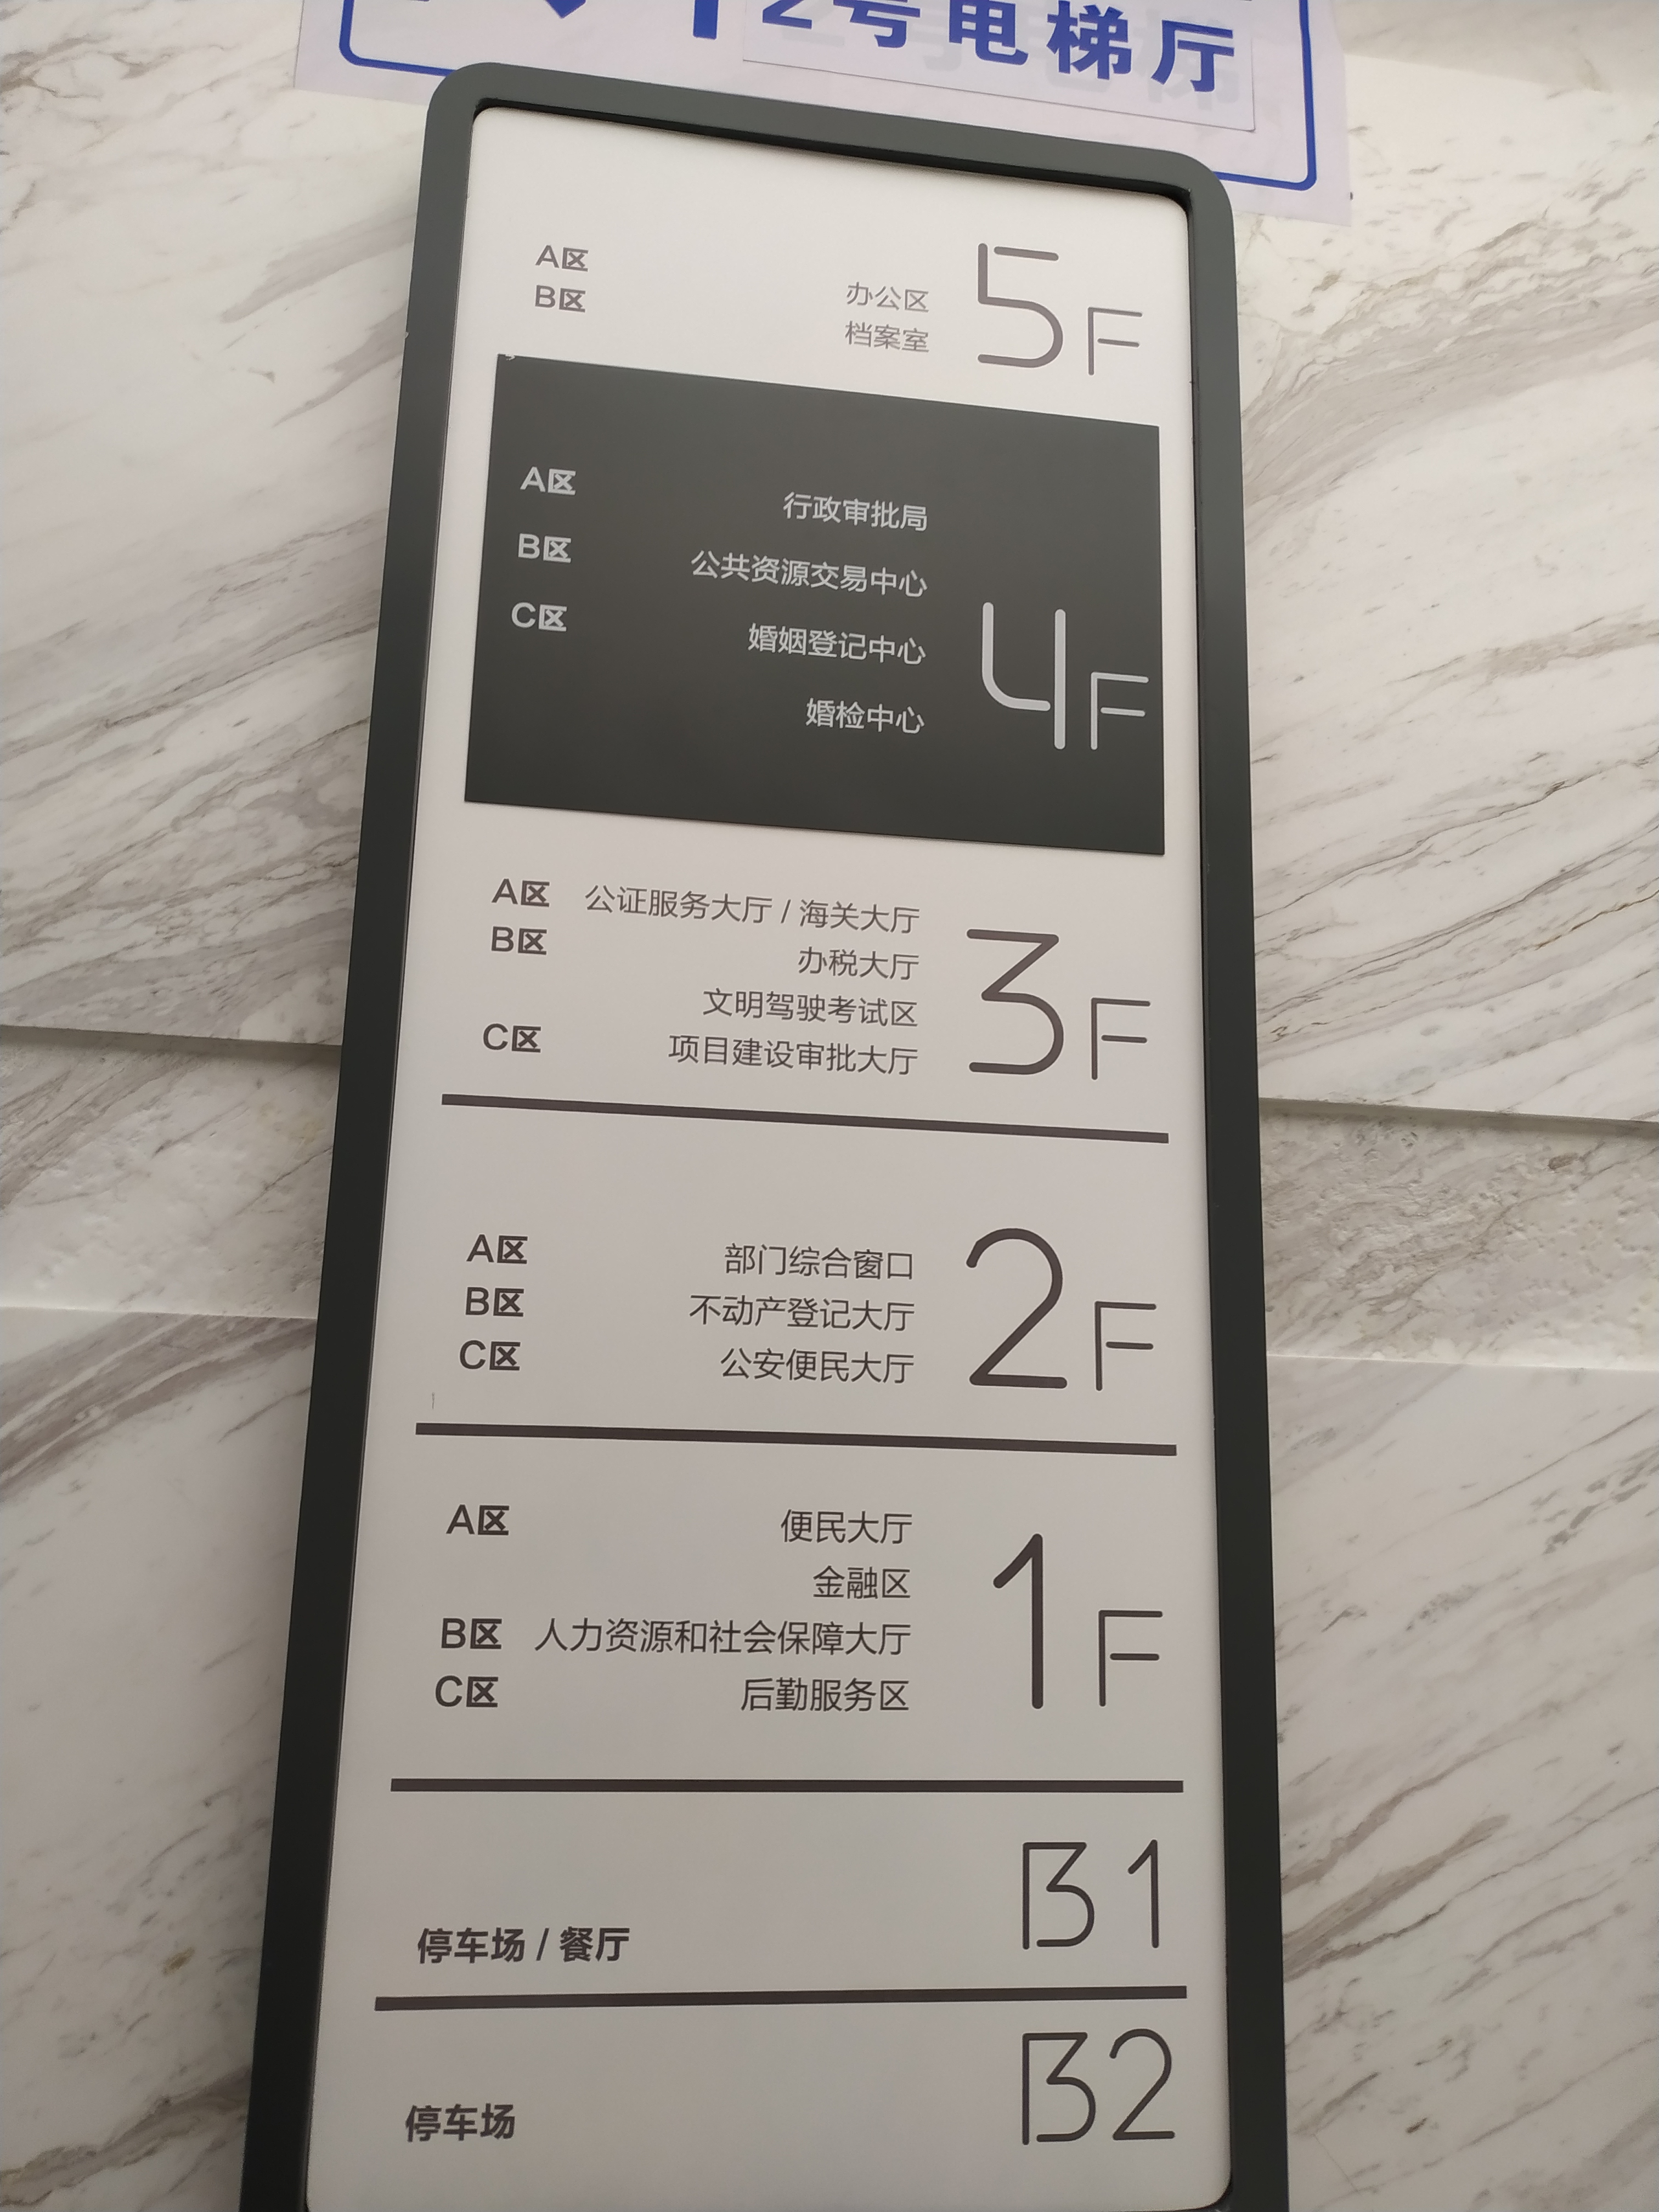 2号电梯厅
A区
B区
办公区
档案室
5F
A区 行政审批局
B区 公共资源交易中心
C区 婚姻登记中心
婚检中心
4F
A区 公证服务大厅 / 海关大厅
B区 办税大厅
文明驾驶考试区
C区 项目建设审批大厅
3F
A区 部门综合窗口
B区 不动产登记大厅
C区 公安便民大厅
2F
A区 便民大厅
金融区
B区 人力资源和社会保障大厅
C区 后勤服务区
1F
停车场 / 餐厅
B1
停车场
B2